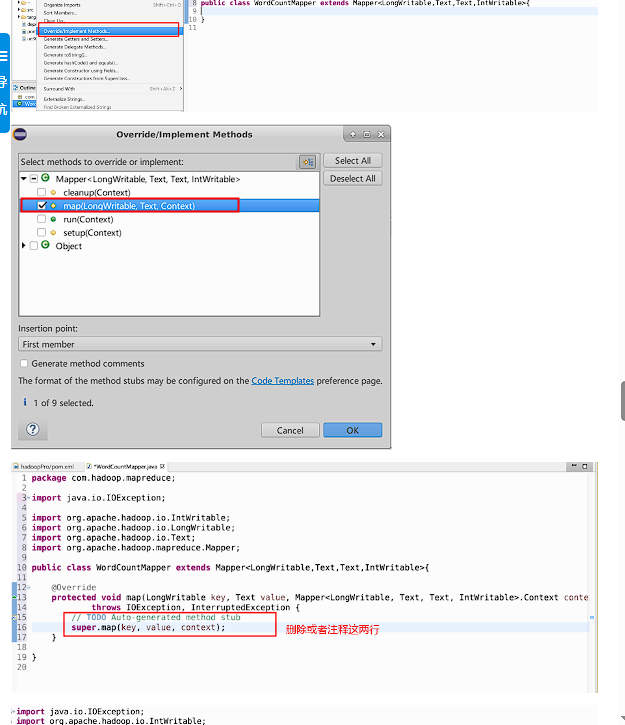 Organize Imports Shift+Ctrl+O
Sort Members...
Clean Up...
Override/Implement Methods...
Generate Getters and Setters...
Generate Delegate Methods...
Generate toString()...
Generate hashCode() and equals()...
Generate Constructor using Fields...
Generate Constructors from Superclass...
Surround With Shift+Alt+Z
Externalize Strings...
Find Broken Externalized Strings
src
targ
Outline
com
Word
导
航
8 public class WordCountMapper extends Mapper<LongWritable,Text,Text,IntWritable>{
9
10 }
11
Override/Implement Methods
Select methods to override or implement:
Select All
Deselect All
Mapper<LongWritable, Text, Text, IntWritable>
cleanup(Context)
map(LongWritable, Text, Context)
run(Context)
setup(Context)
Object
Insertion point:
First member
Generate method comments
The format of the method stubs may be configured on the Code Templates preference page.
i 1 of 9 selected.
? Cancel OK
hadoopPro/pom.xml *WordCountMapper.java
1 package com.hadoop.mapreduce;
2
3 import java.io.IOException;
4
5 import org.apache.hadoop.io.IntWritable;
6 import org.apache.hadoop.io.LongWritable;
7 import org.apache.hadoop.io.Text;
8 import org.apache.hadoop.mapreduce.Mapper;
9
10 public class WordCountMapper extends Mapper<LongWritable,Text,Text,IntWritable>{
11
12 @Override
13 protected void map(LongWritable key, Text value, Mapper<LongWritable, Text, Text, IntWritable>.Context conte
14 throws IOException, InterruptedException {
15 // TODO Auto-generated method stub
16 super.map(key, value, context);
删除或者注释这两行
17 }
18
19 }
20
import java.io.IOException;
import org.apache.hadoop.io.IntWritable;